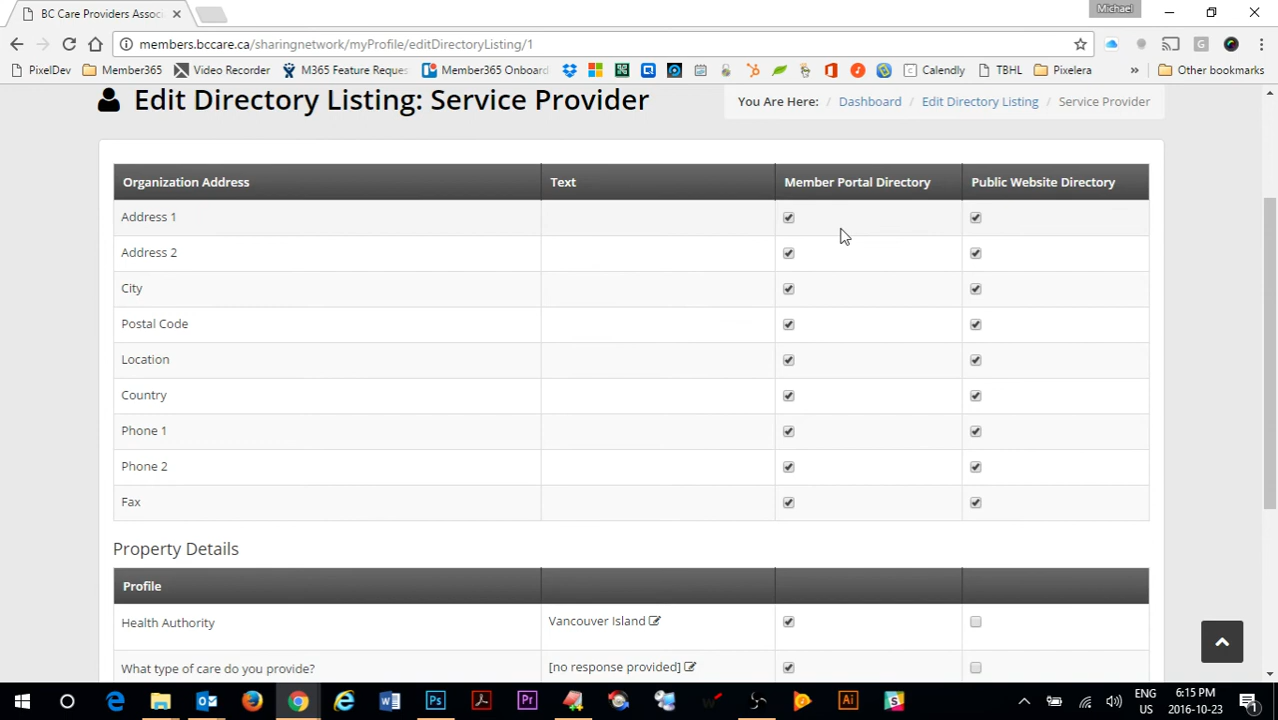 BC Care Providers Assoc
Michael
members.bccare.ca/sharingnetwork/myProfile/editDirectoryListing/1
PixelDev Member365 Video Recorder M365 Feature Reques Member365 Onboard Calendly TBHL Pixelera » Other bookmarks
Edit Directory Listing: Service Provider
You Are Here: / Dashboard / Edit Directory Listing / Service Provider
Organization Address Text Member Portal Directory Public Website Directory
Address 1
Address 2
City
Postal Code
Location
Country
Phone 1
Phone 2
Fax
Property Details
Profile
Health Authority Vancouver Island
What type of care do you provide? [no response provided]
ENG 6:15 PM
US 2016-10-23 1